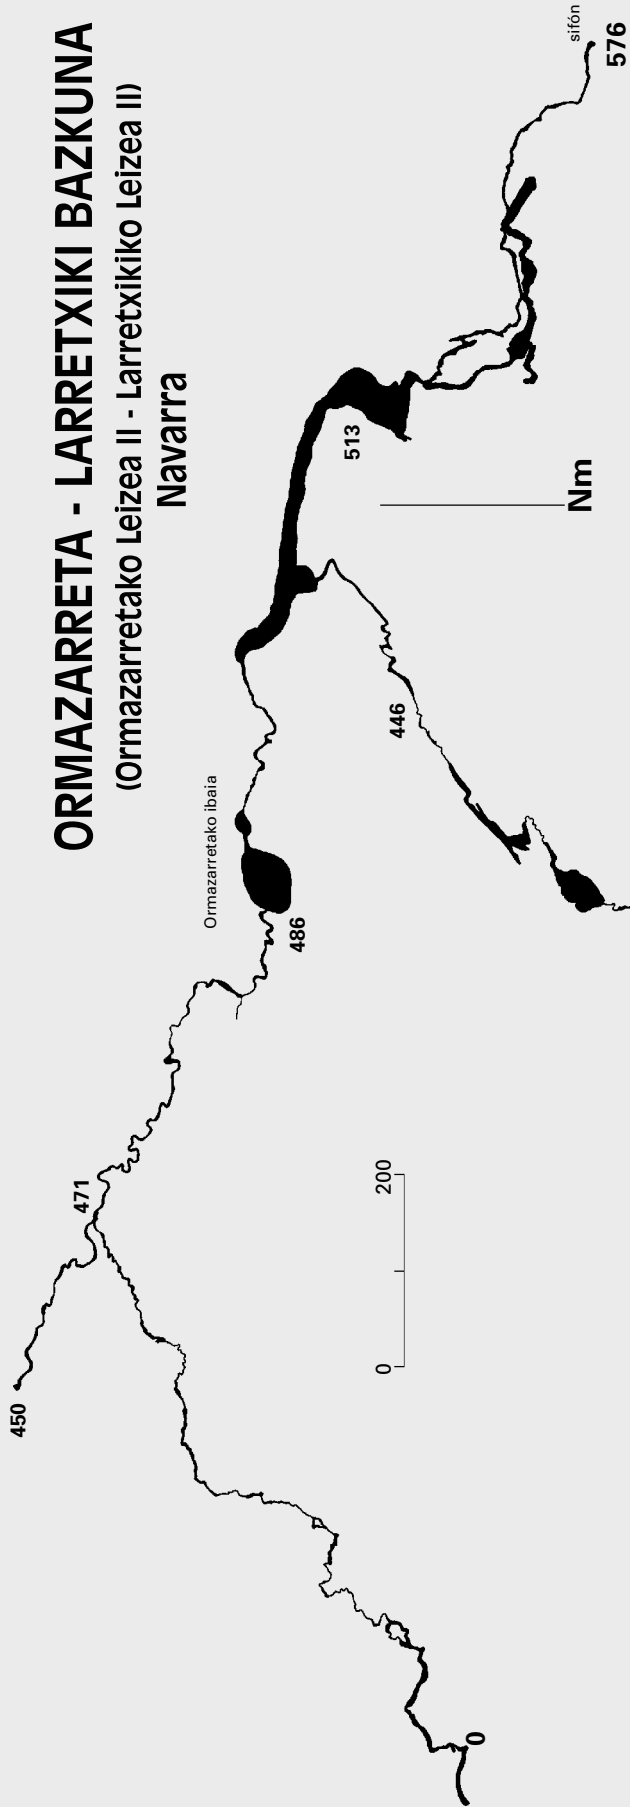 ORMAZARRETA - LARRETXIKI BAZKUNA
(Ormazarretako Leizea II - Larretxikiko Leizea II)
Navarra
sifón
576
513
Nm
446
Ormazarretako ibaia
486
471
450
0
200
0